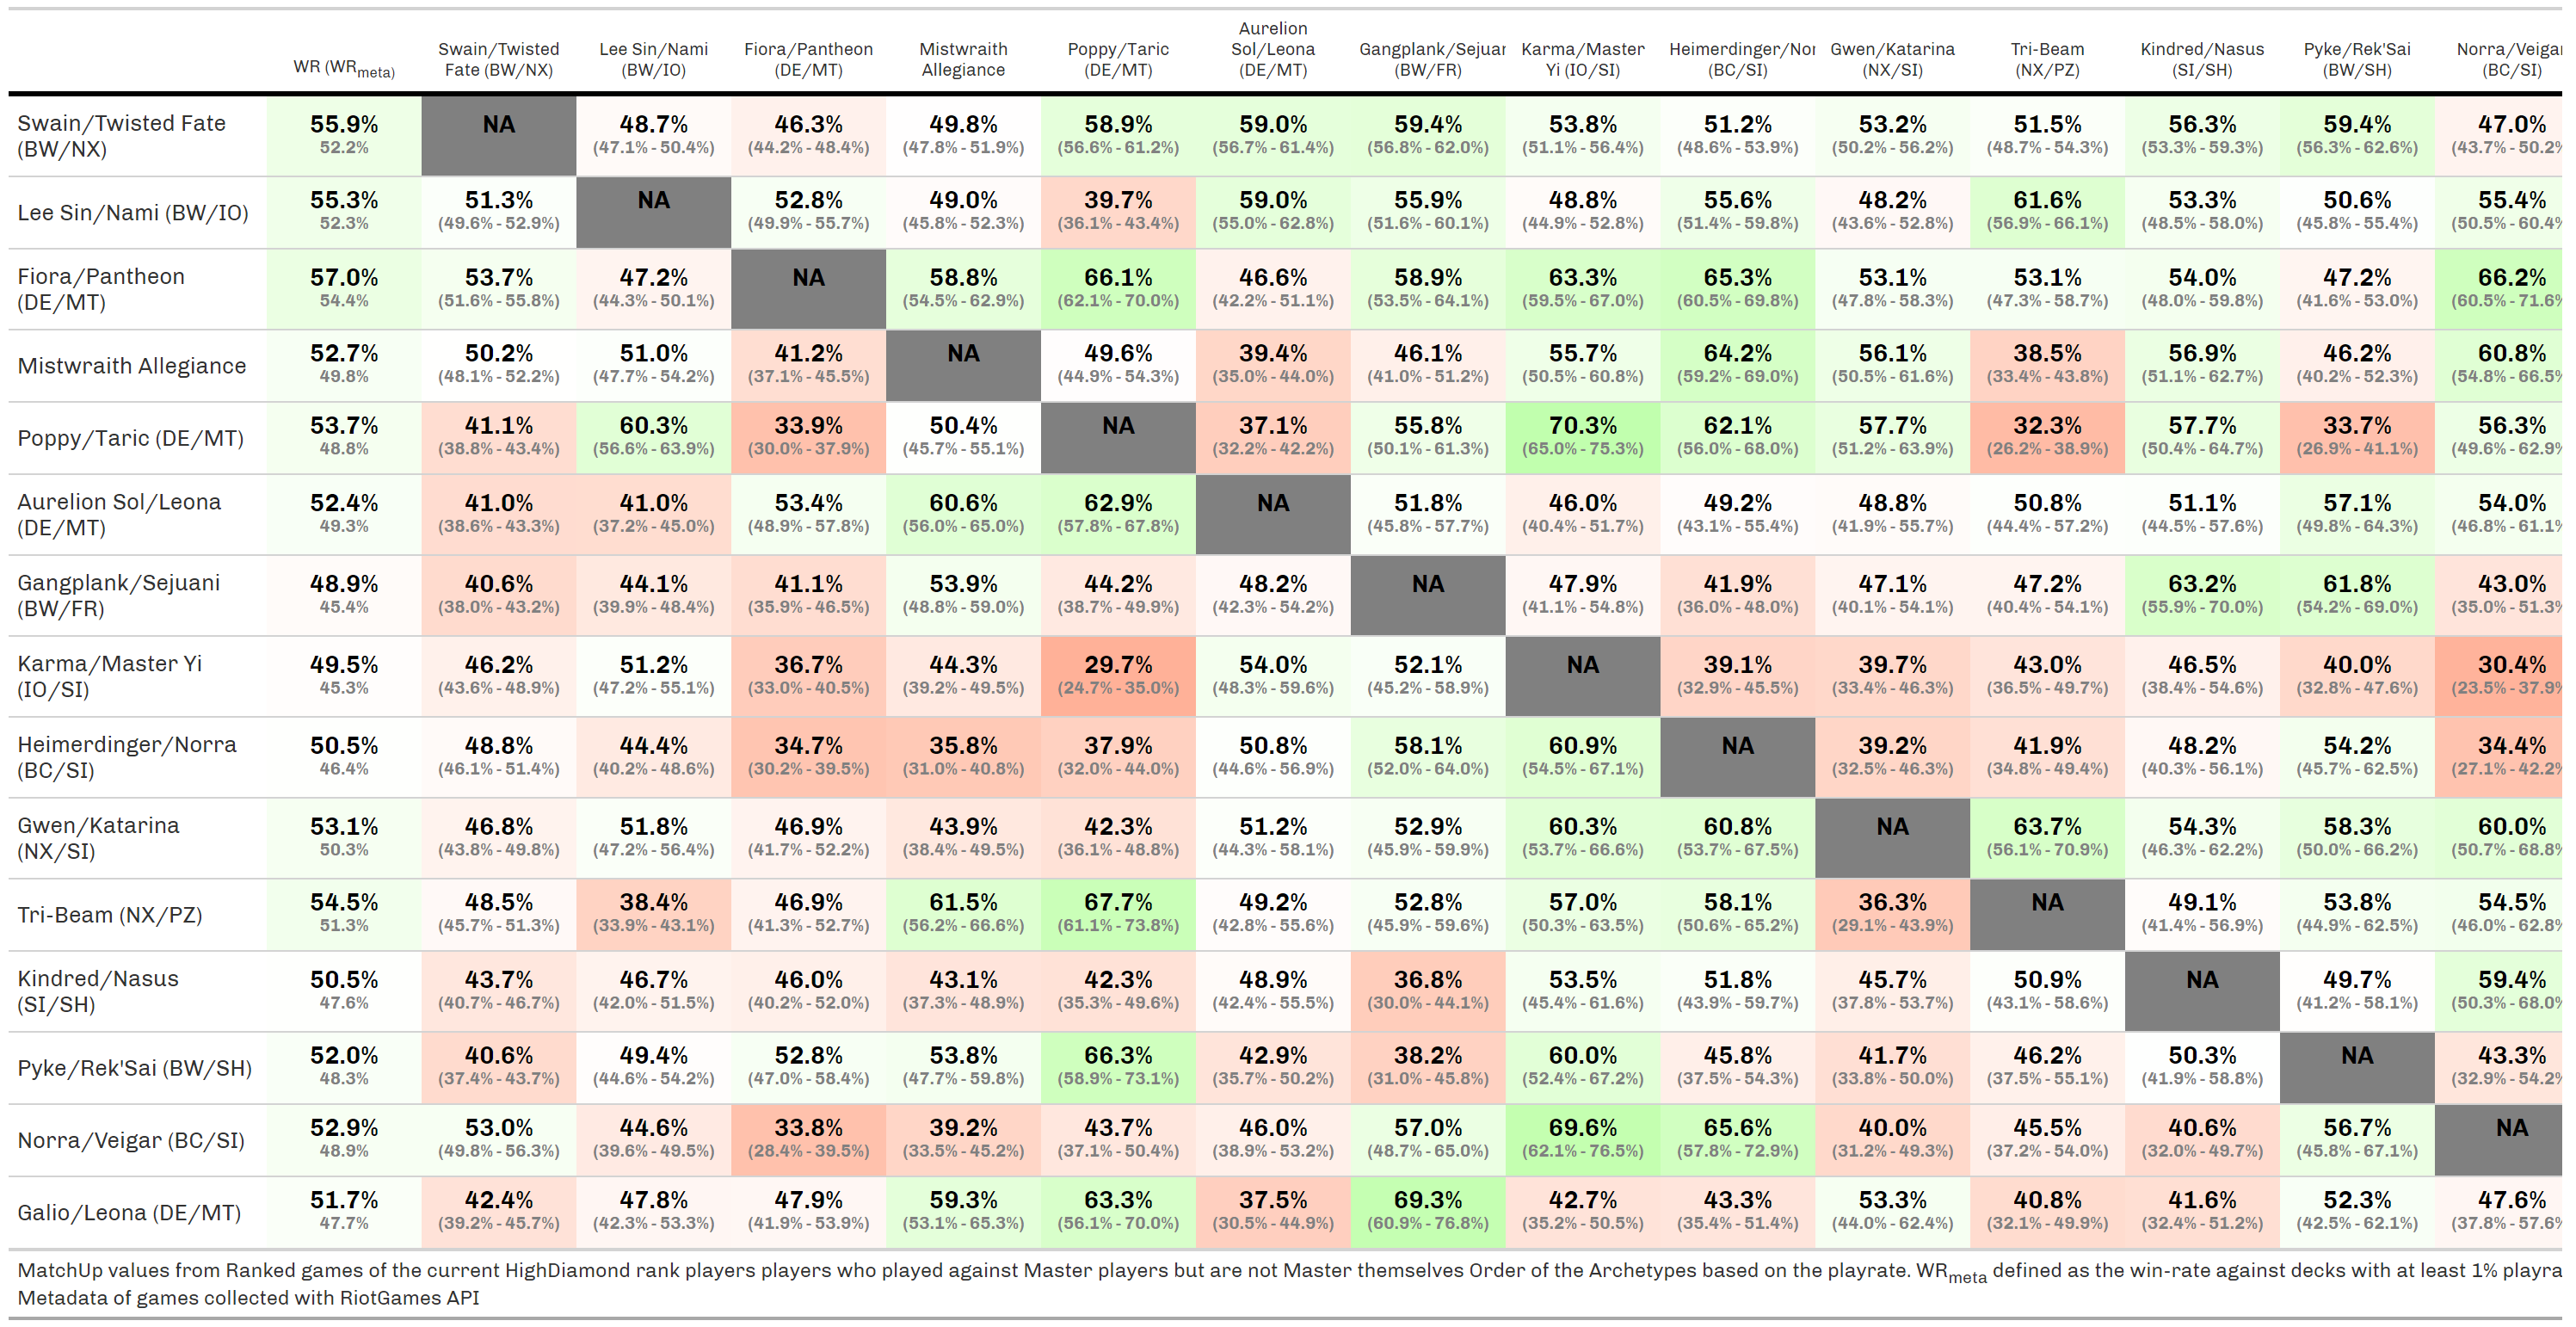 WR (WRmeta) Swain/Twisted Fate (BW/NX) Lee Sin/Nami (BW/IO) Fiora/Pantheon (DE/MT) Mistwraith Allegiance Poppy/Taric (DE/MT) Aurelion Sol/Leona (DE/MT) Gangplank/Sejuar (BW/FR) Karma/Master Yi (IO/SI) Heimerdinger/Nor (BC/SI) Gwen/Katarina (NX/SI) Tri-Beam (NX/PZ) Kindred/Nasus (SI/SH) Pyke/Rek'Sai (BW/SH) Norra/Veigar (BC/SI)
Swain/Twisted Fate (BW/NX) 55.9% NA 48.7% 46.3% 49.8% 58.9% 59.0% 59.4% 53.8% 51.2% 53.2% 51.5% 56.3% 59.4% 47.0%
52.2% (47.1% - 50.4%) (44.2% - 48.4%) (47.8% - 51.9%) (56.6% - 61.2%) (56.7% - 61.4%) (56.8% - 62.0%) (51.1% - 56.4%) (48.6% - 53.9%) (50.2% - 56.2%) (48.7% - 54.3%) (53.3% - 59.3%) (56.3% - 62.6%) (43.7% - 50.2%
Lee Sin/Nami (BW/IO) 55.3% 51.3% NA 52.8% 49.0% 39.7% 59.0% 55.9% 48.8% 55.6% 48.2% 61.6% 53.3% 50.6% 55.4%
52.3% (49.6% - 52.9%) (49.9% - 55.7%) (45.8% - 52.3%) (36.1% - 43.4%) (55.0% - 62.8%) (51.6% - 60.1%) (44.9% - 52.8%) (51.4% - 59.8%) (43.6% - 52.8%) (56.9% - 66.1%) (48.5% - 58.0%) (45.8% - 55.4%) (50.5% - 60.4%
Fiora/Pantheon (DE/MT) 57.0% 53.7% 47.2% NA 58.8% 66.1% 46.6% 58.9% 63.3% 65.3% 53.1% 53.1% 54.0% 47.2% 66.2%
54.4% (51.6% - 55.8%) (44.3% - 50.1%) (54.5% - 62.9%) (62.1% - 70.0%) (42.2% - 51.1%) (53.5% - 64.1%) (59.5% - 67.0%) (60.5% - 69.8%) (47.8% - 58.3%) (47.3% - 58.7%) (48.0% - 59.8%) (41.6% - 53.0%) (60.5% - 71.6%
Mistwraith Allegiance 52.7% 50.2% 51.0% 41.2% NA 49.6% 39.4% 46.1% 55.7% 64.2% 56.1% 38.5% 56.9% 46.2% 60.8%
49.8% (48.1% - 52.2%) (47.7% - 54.2%) (37.1% - 45.5%) (44.9% - 54.3%) (35.0% - 44.0%) (41.0% - 51.2%) (50.5% - 60.8%) (59.2% - 69.0%) (50.5% - 61.6%) (33.4% - 43.8%) (51.1% - 62.7%) (40.2% - 52.3%) (54.8% - 66.5%
Poppy/Taric (DE/MT) 53.7% 41.1% 60.3% 33.9% 50.4% NA 37.1% 55.8% 70.3% 62.1% 57.7% 32.3% 57.7% 33.7% 56.3%
48.8% (38.8% - 43.4%) (56.6% - 63.9%) (30.0% - 37.9%) (45.7% - 55.1%) (32.2% - 42.2%) (50.1% - 61.3%) (65.0% - 75.3%) (56.0% - 68.0%) (51.2% - 63.9%) (26.2% - 38.9%) (50.4% - 64.7%) (26.9% - 41.1%) (49.6% - 62.9%
Aurelion Sol/Leona (DE/MT) 52.4% 41.0% 41.0% 53.4% 60.6% 62.9% NA 51.8% 46.0% 49.2% 48.8% 50.8% 51.1% 57.1% 54.0%
49.3% (38.6% - 43.3%) (37.2% - 45.0%) (48.9% - 57.8%) (56.0% - 65.0%) (57.8% - 67.8%) (45.8% - 57.7%) (40.4% - 51.7%) (43.1% - 55.4%) (41.9% - 55.7%) (44.4% - 57.2%) (44.5% - 57.6%) (49.8% - 64.3%) (46.8% - 61.1%
Gangplank/Sejuani (BW/FR) 48.9% 40.6% 44.1% 41.1% 53.9% 44.2% 48.2% NA 47.9% 41.9% 47.1% 47.2% 63.2% 61.8% 43.0%
45.4% (38.0% - 43.2%) (39.9% - 48.4%) (35.9% - 46.5%) (48.8% - 59.0%) (38.7% - 49.9%) (42.3% - 54.2%) (41.1% - 54.8%) (36.0% - 48.0%) (40.1% - 54.1%) (40.4% - 54.1%) (55.9% - 70.0%) (54.2% - 69.0%) (35.0% - 51.3%
Karma/Master Yi (IO/SI) 49.5% 46.2% 51.2% 36.7% 44.3% 29.7% 54.0% 52.1% NA 39.1% 39.7% 43.0% 46.5% 40.0% 30.4%
45.3% (43.6% - 48.9%) (47.2% - 55.1%) (33.0% - 40.5%) (39.2% - 49.5%) (24.7% - 35.0%) (48.3% - 59.6%) (45.2% - 58.9%) (32.9% - 45.5%) (33.4% - 46.3%) (36.5% - 49.7%) (38.4% - 54.6%) (32.8% - 47.6%) (23.5% - 37.9%
Heimerdinger/Norra (BC/SI) 50.5% 48.8% 44.4% 34.7% 35.8% 37.9% 50.8% 58.1% 60.9% NA 39.2% 41.9% 48.2% 54.2% 34.4%
46.4% (46.1% - 51.4%) (40.2% - 48.6%) (30.2% - 39.5%) (31.0% - 40.8%) (32.0% - 44.0%) (44.6% - 56.9%) (52.0% - 64.0%) (54.5% - 67.1%) (32.5% - 46.3%) (34.8% - 49.4%) (40.3% - 56.1%) (45.7% - 62.5%) (27.1% - 42.2%
Gwen/Katarina (NX/SI) 53.1% 46.8% 51.8% 46.9% 43.9% 42.3% 51.2% 52.9% 60.3% 60.8% NA 63.7% 54.3% 58.3% 60.0%
50.3% (43.8% - 49.8%) (47.2% - 56.4%) (41.7% - 52.2%) (38.4% - 49.5%) (36.1% - 48.8%) (44.3% - 58.1%) (45.9% - 59.9%) (53.7% - 66.6%) (53.7% - 67.5%) (56.1% - 70.9%) (46.3% - 62.2%) (50.0% - 66.2%) (50.7% - 68.8%
Tri-Beam (NX/PZ) 54.5% 48.5% 38.4% 46.9% 61.5% 67.7% 49.2% 52.8% 57.0% 58.1% 36.3% NA 49.1% 53.8% 54.5%
51.3% (45.7% - 51.3%) (33.9% - 43.1%) (41.3% - 52.7%) (56.2% - 66.6%) (61.1% - 73.8%) (42.8% - 55.6%) (45.9% - 59.6%) (50.3% - 63.5%) (50.6% - 65.2%) (29.1% - 43.9%) (41.4% - 56.9%) (44.9% - 62.5%) (46.0% - 62.8%
Kindred/Nasus (SI/SH) 50.5% 43.7% 46.7% 46.0% 43.1% 42.3% 48.9% 36.8% 53.5% 51.8% 45.7% 50.9% NA 49.7% 59.4%
47.6% (40.7% - 46.7%) (42.0% - 51.5%) (40.2% - 52.0%) (37.3% - 48.9%) (35.3% - 49.6%) (42.4% - 55.5%) (30.0% - 44.1%) (45.4% - 61.6%) (43.9% - 59.7%) (37.8% - 53.7%) (43.1% - 58.6%) (41.2% - 58.1%) (50.3% - 68.0%
Pyke/Rek'Sai (BW/SH) 52.0% 40.6% 49.4% 52.8% 53.8% 66.3% 42.9% 38.2% 60.0% 45.8% 41.7% 46.2% 50.3% NA 43.3%
48.3% (37.4% - 43.7%) (44.6% - 54.2%) (47.0% - 58.4%) (47.7% - 59.8%) (58.9% - 73.1%) (35.7% - 50.2%) (31.0% - 45.8%) (52.4% - 67.2%) (37.5% - 54.3%) (33.8% - 50.0%) (37.5% - 55.1%) (41.9% - 58.8%) (32.9% - 54.2%
Norra/Veigar (BC/SI) 52.9% 53.0% 44.6% 33.8% 39.2% 43.7% 46.0% 57.0% 69.6% 65.6% 40.0% 45.5% 40.6% 56.7% NA
48.9% (49.8% - 56.3%) (39.6% - 49.5%) (28.4% - 39.5%) (33.5% - 45.2%) (37.1% - 50.4%) (38.9% - 53.2%) (48.7% - 65.0%) (62.1% - 76.5%) (57.8% - 72.9%) (31.2% - 49.3%) (37.2% - 54.0%) (32.0% - 49.7%) (45.8% - 67.1%)
Galio/Leona (DE/MT) 51.7% 42.4% 47.8% 47.9% 59.3% 63.3% 37.5% 69.3% 42.7% 43.3% 53.3% 40.8% 41.6% 52.3% 47.6%
47.7% (39.2% - 45.7%) (42.3% - 53.3%) (41.9% - 53.9%) (53.1% - 65.3%) (56.1% - 70.0%) (30.5% - 44.9%) (60.9% - 76.8%) (35.2% - 50.5%) (35.4% - 51.4%) (44.0% - 62.4%) (32.1% - 49.9%) (32.4% - 51.2%) (42.5% - 62.1%) (37.8% - 57.6%
MatchUp values from Ranked games of the current HighDiamond rank players players who played against Master players but are not Master themselves Order of the Archetypes based on the playrate. WRmeta defined as the win-rate against decks with at least 1% playra
Metadata of games collected with RiotGames API